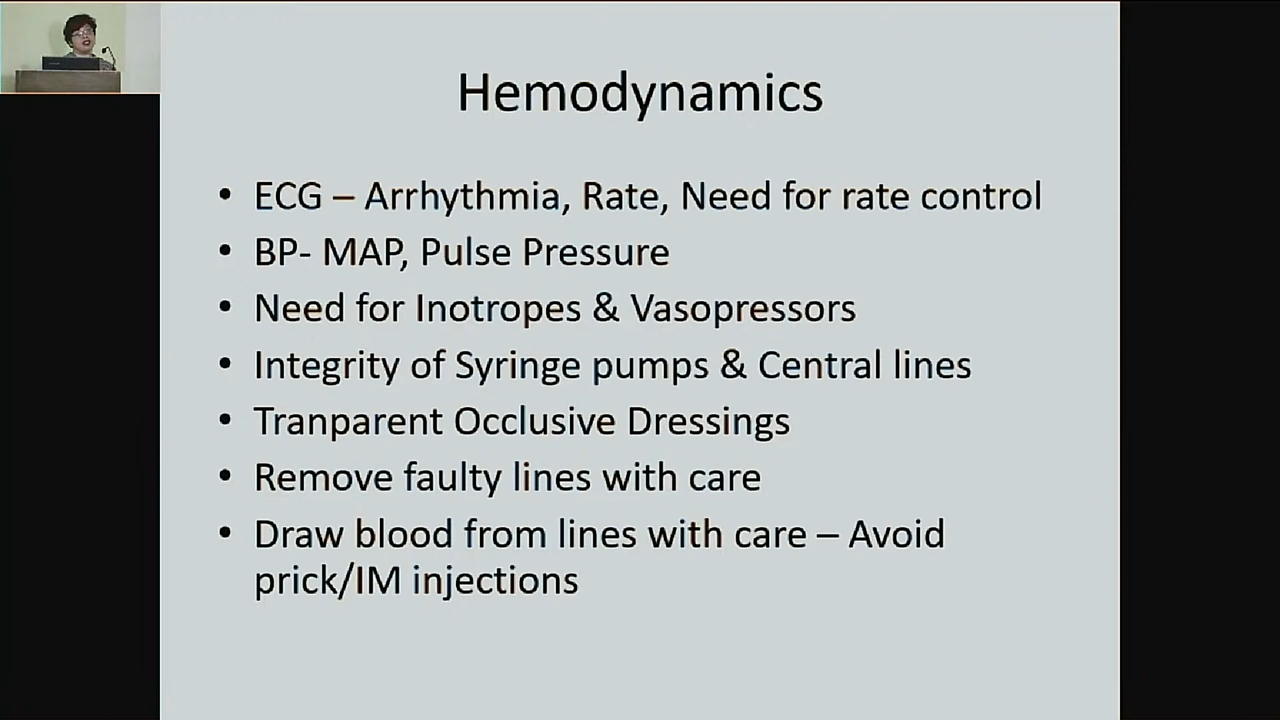 Hemodynamics
• ECG – Arrhythmia, Rate, Need for rate control
• BP- MAP, Pulse Pressure
• Need for Inotropes & Vasopressors
• Integrity of Syringe pumps & Central lines
• Tranparent Occlusive Dressings
• Remove faulty lines with care
• Draw blood from lines with care – Avoid
prick/IM injections